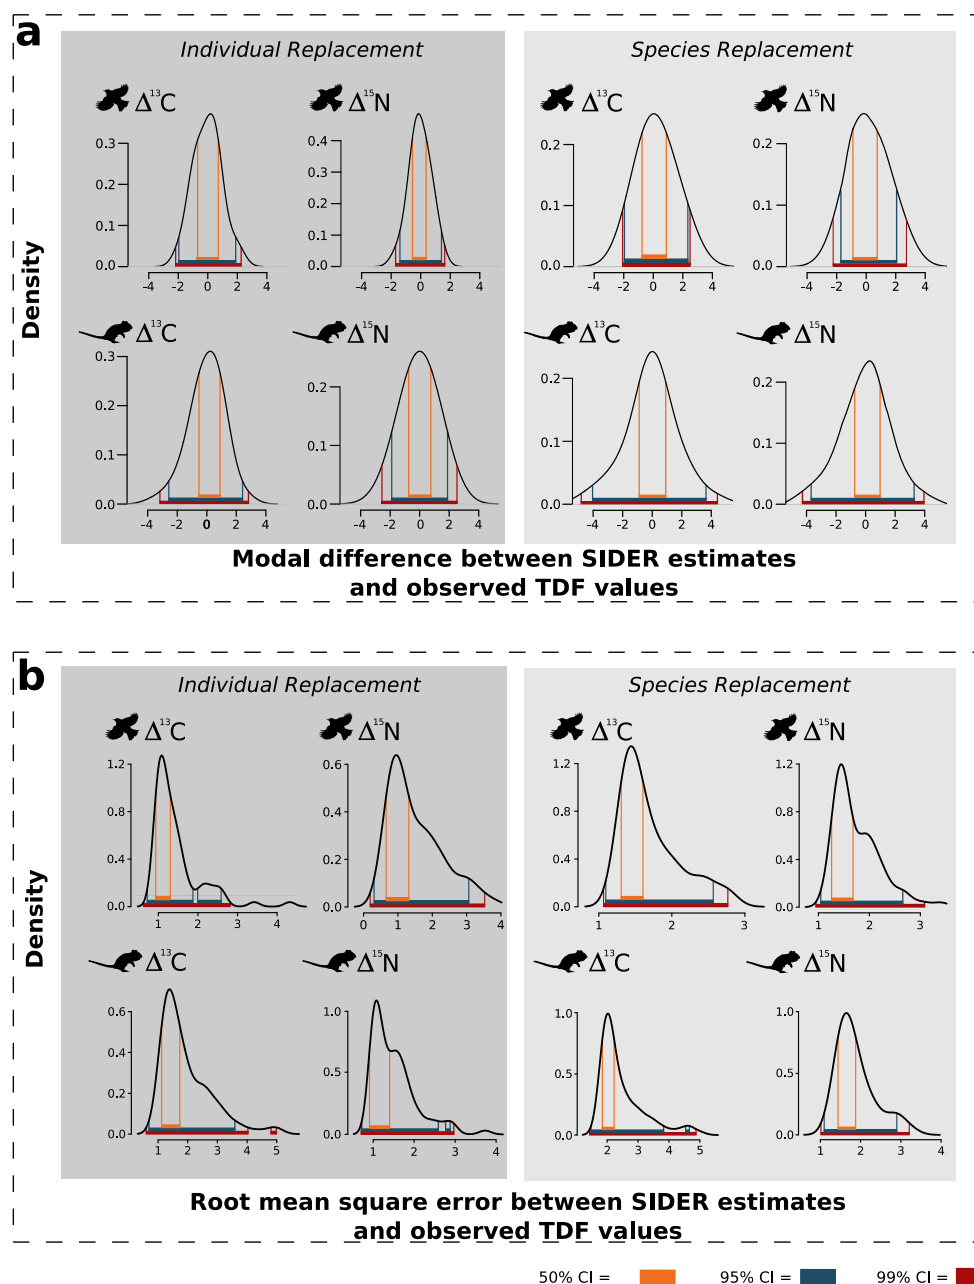 a
Individual Replacement
Species Replacement
Δ¹³C
Δ¹⁵N
Δ¹³C
Δ¹⁵N
0.3
0.2
0.1
0.0
-4 -2 0 2 4
0.4
0.3
0.2
0.1
0.0
-4 -2 0 2 4
0.2
0.1
0.0
-4 -2 0 2 4
0.2
0.1
0.0
-4 -2 0 2 4
Density
Δ¹³C
Δ¹⁵N
Δ¹³C
Δ¹⁵N
0.3
0.2
0.1
0.0
-4 -2 0 2 4
0.2
0.1
0.0
-4 -2 0 2 4
0.2
0.1
0.0
-4 -2 0 2 4
0.2
0.1
0.0
-4 -2 0 2 4
Modal difference between SIDER estimates
and observed TDF values
b
Individual Replacement
Species Replacement
Δ¹³C
Δ¹⁵N
Δ¹³C
Δ¹⁵N
1.2
0.8
0.4
0.0
1 2 3 4
0.6
0.4
0.2
0.0
0 1 2 3 4
1.2
0.8
0.4
0.0
1 2 3
1.2
0.8
0.4
0.0
1 2 3
Density
Δ¹³C
Δ¹⁵N
Δ¹³C
Δ¹⁵N
0.6
0.4
0.2
0.0
1 2 3 4 5
1.0
0.5
0.0
1 2 3 4
1.0
0.5
0.0
2 3 4 5
1.0
0.5
0.0
1 2 3 4
Root mean square error between SIDER estimates
and observed TDF values
50% CI = 95% CI = 99% CI =